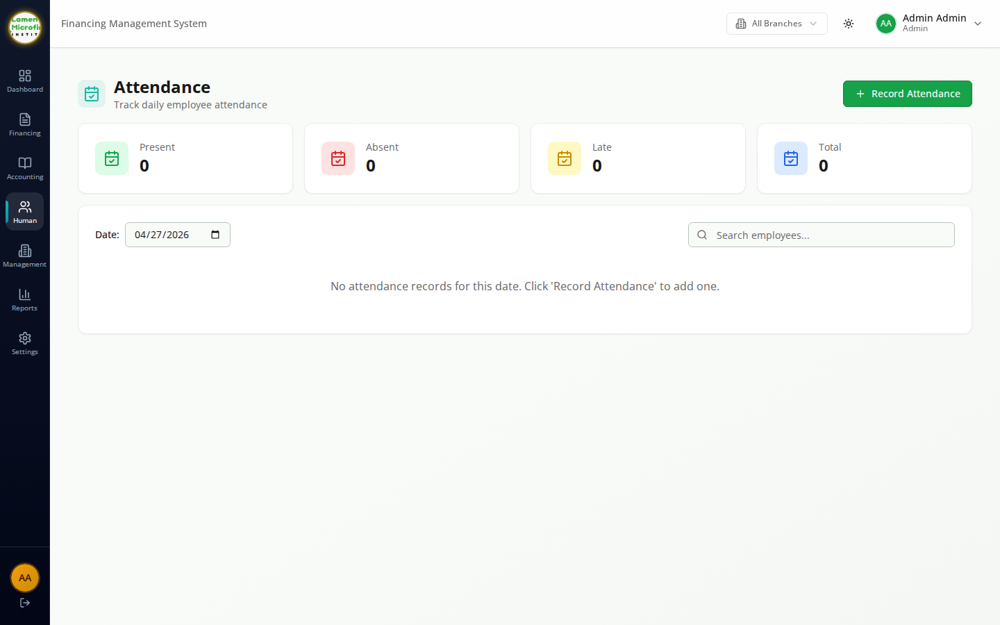 Lamen
Microfi
INSTIT
Financing Management System
All Branches
AA
Admin Admin
Admin
Dashboard
Financing
Accounting
Human
Management
Reports
Settings
AA
Attendance
Track daily employee attendance
Record Attendance
Present
0
Absent
0
Late
0
Total
0
Date:
04/27/2026
Search employees...
No attendance records for this date. Click 'Record Attendance' to add one.